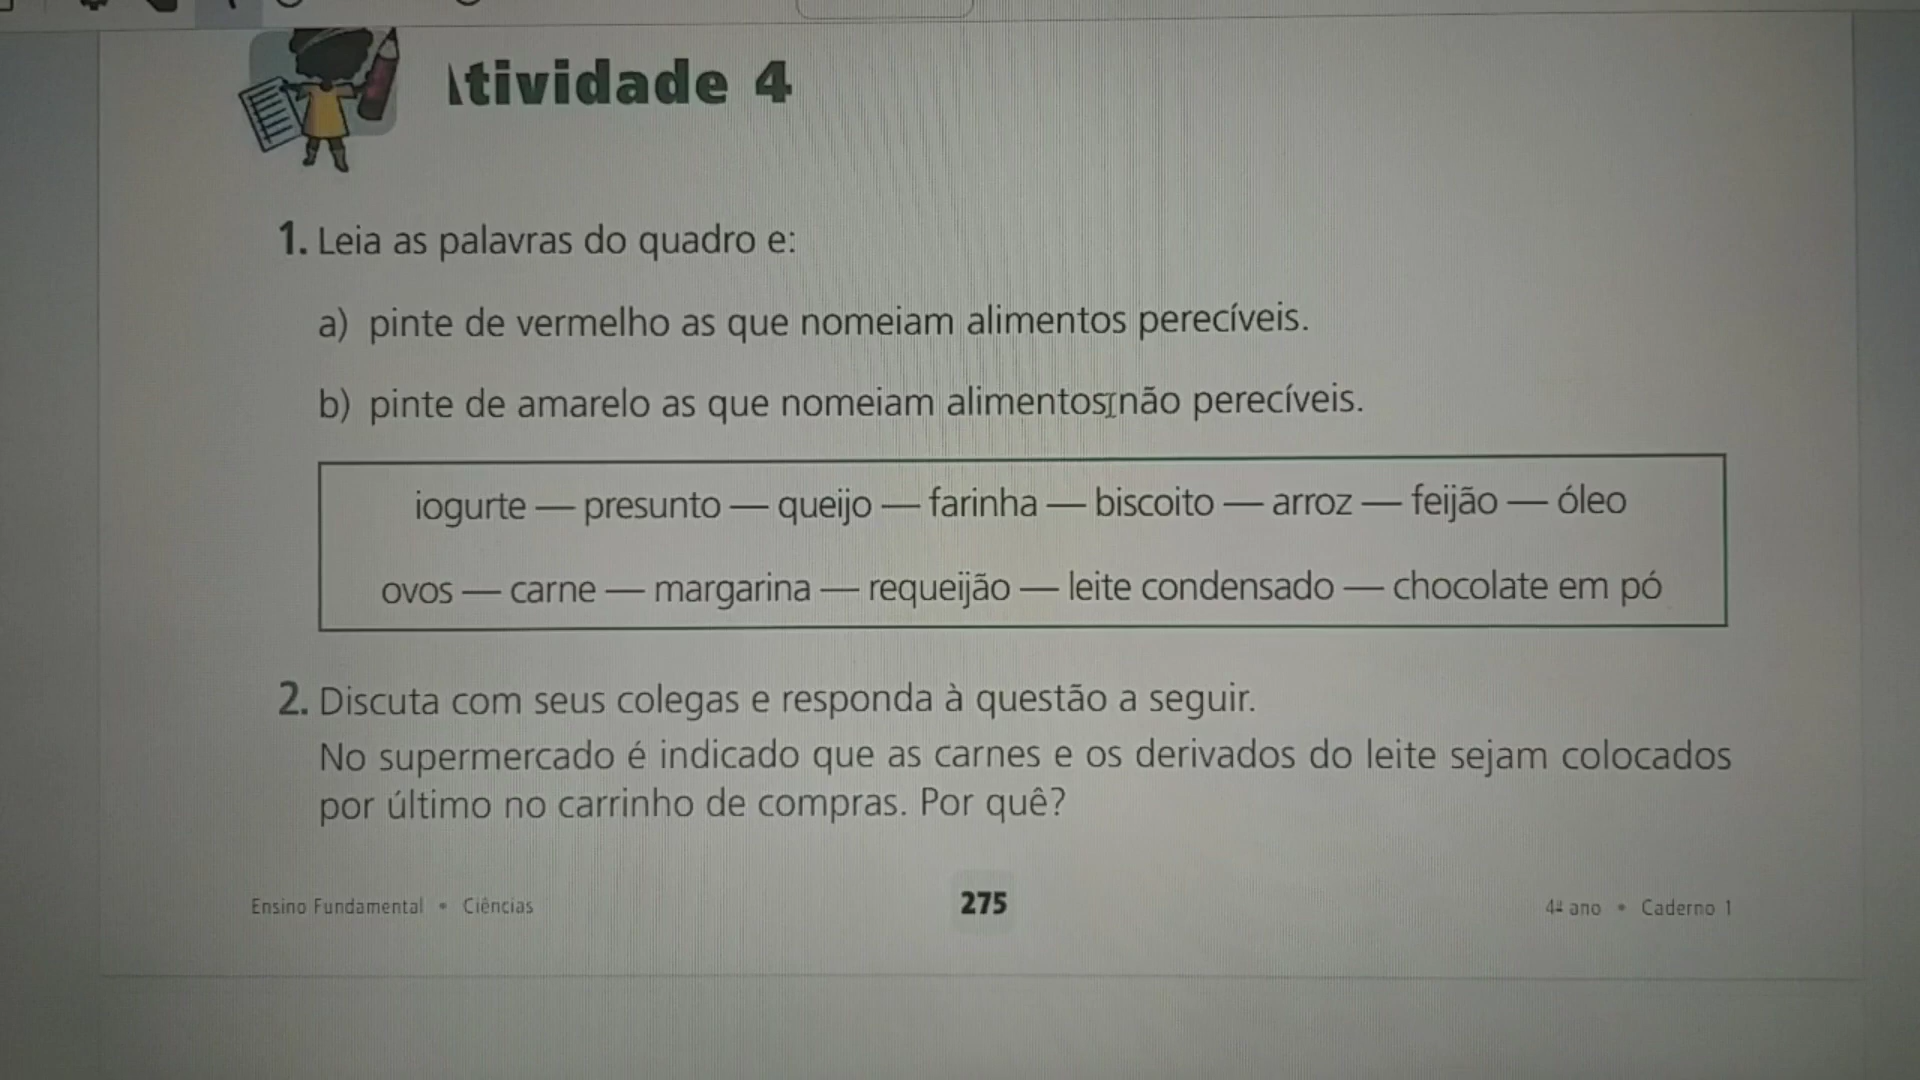 Atividade 4
1. Leia as palavras do quadro e:
a) pinte de vermelho as que nomeiam alimentos perecíveis.
b) pinte de amarelo as que nomeiam alimentos não perecíveis.
iogurte — presunto — queijo — farinha — biscoito — arroz — feijão — óleo
ovos — carne — margarina — requeijão — leite condensado — chocolate em pó
2. Discuta com seus colegas e responda à questão a seguir.
No supermercado é indicado que as carnes e os derivados do leite sejam colocados
por último no carrinho de compras. Por quê?
Ensino Fundamental • Ciências
275
4º ano • Caderno 1